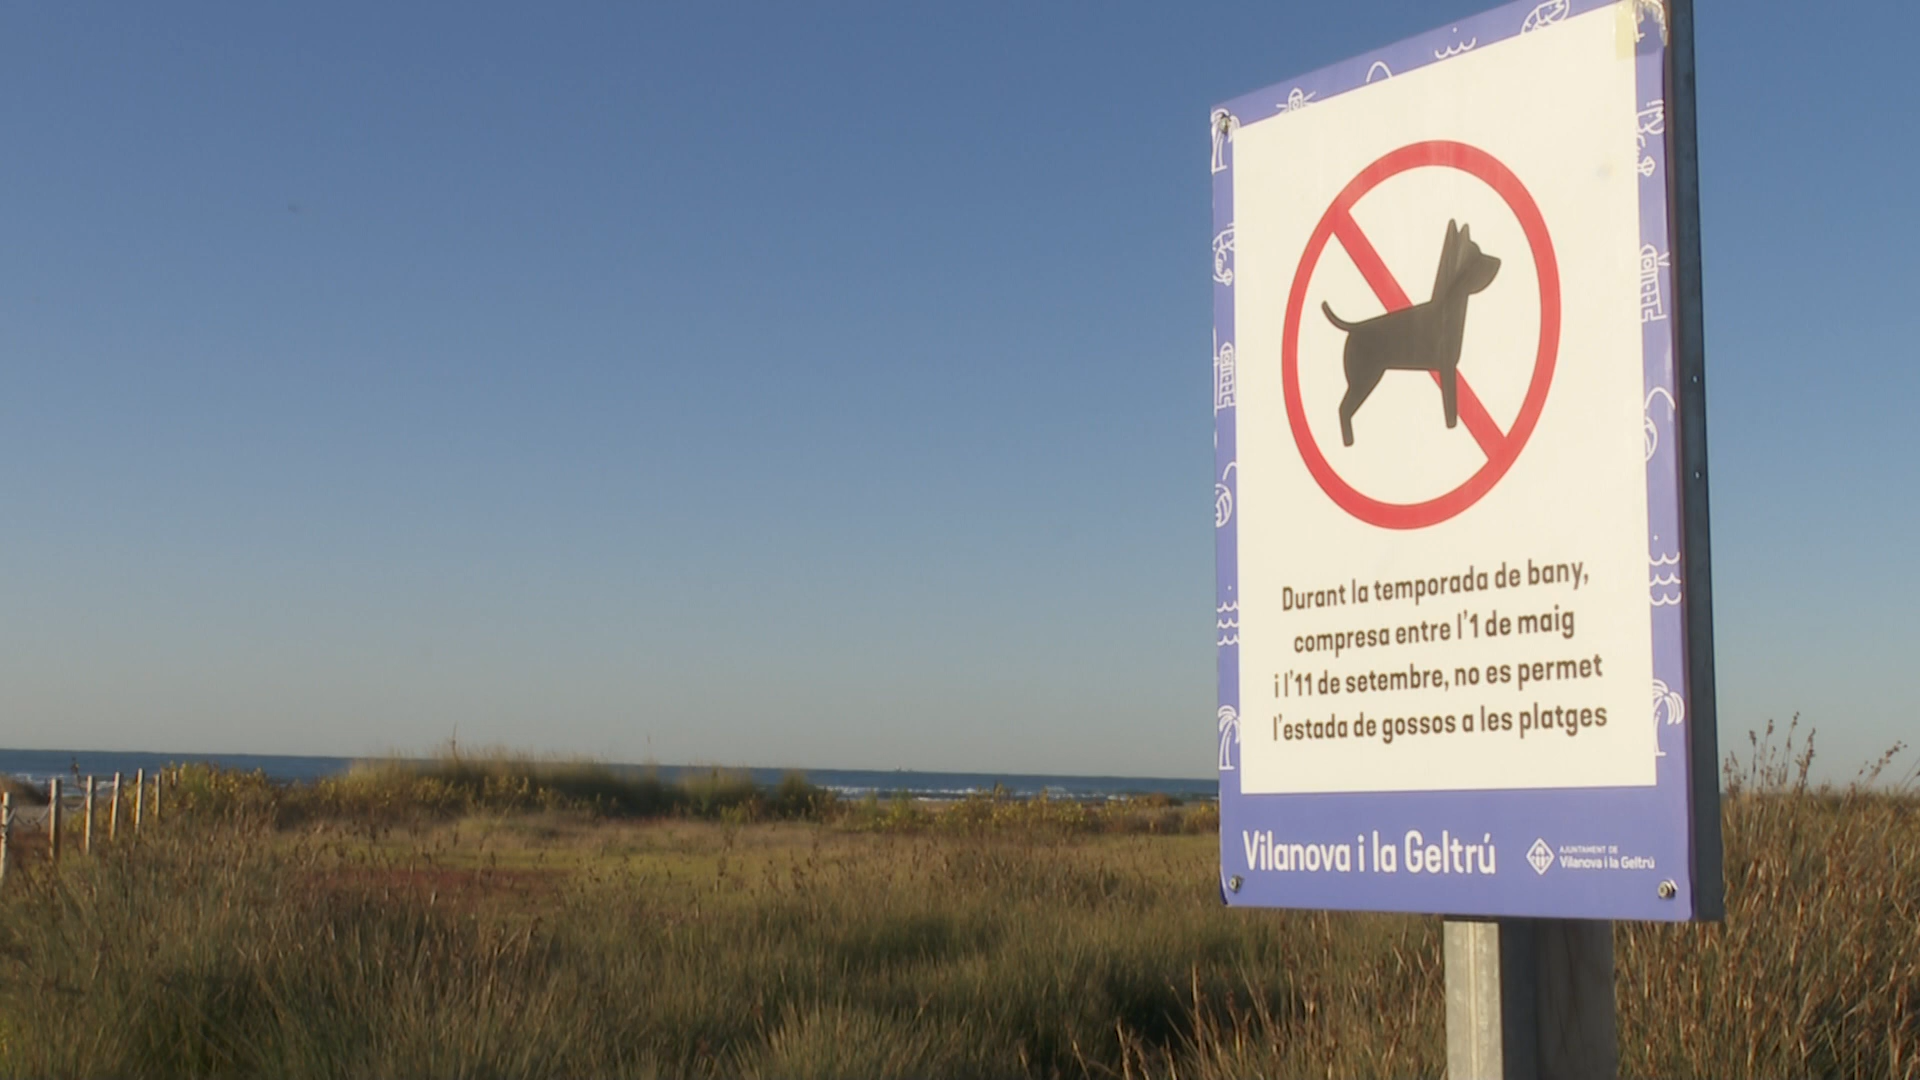 Durant la temporada de bany,
compresa entre l'1 de maig
i l'11 de setembre, no es permet
l'estada de gossos a les platges
Vilanova i la Geltrú
AJUNTAMENT DE
Vilanova i la Geltrú